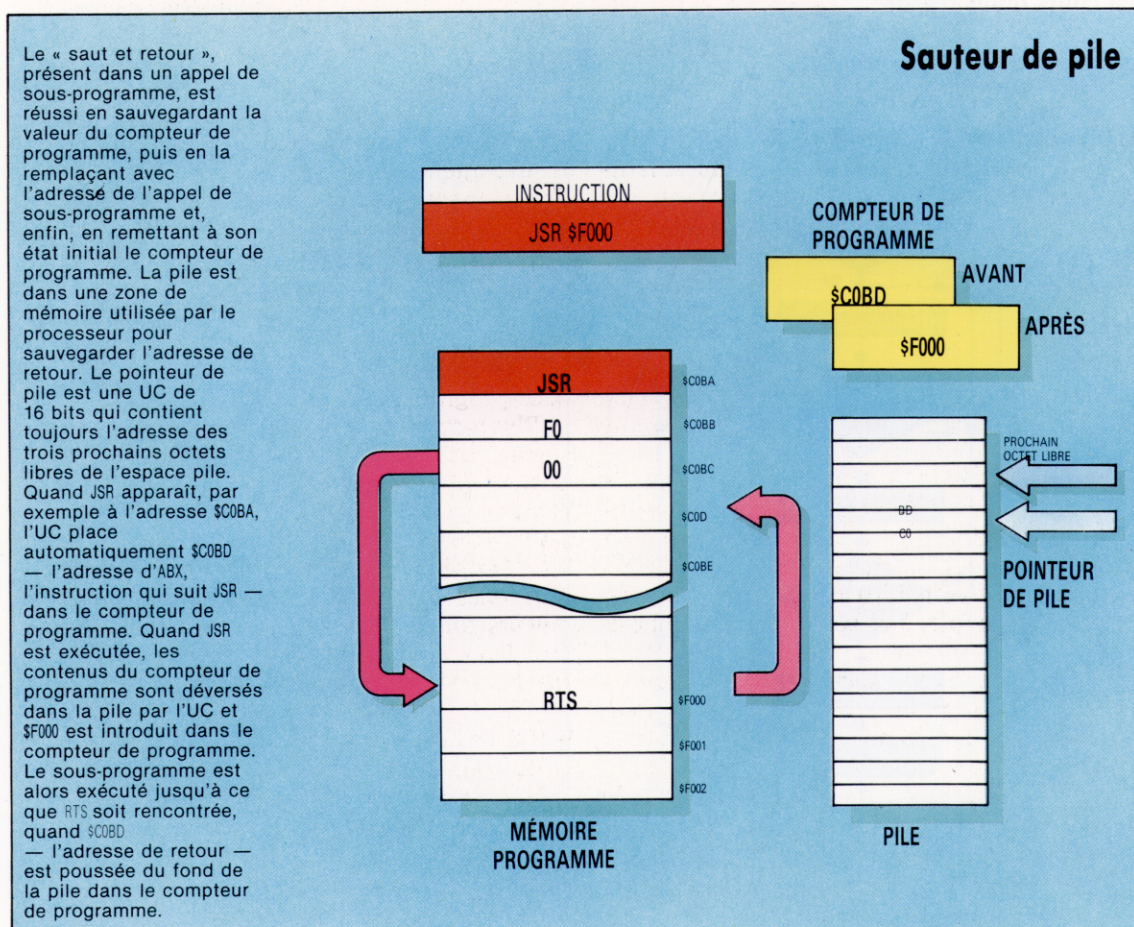 Sauteur de pile
Le « saut et retour »,
présent dans un appel de
sous-programme, est
réussi en sauvegardant la
valeur du compteur de
programme, puis en la
remplaçant avec
l'adresse de l'appel de
sous-programme et,
enfin, en remettant à son
état initial le compteur de
programme. La pile est
dans une zone de
mémoire utilisée par le
processeur pour
sauvegarder l'adresse de
retour. Le pointeur de
pile est une UC de
16 bits qui contient
toujours l'adresse des
trois prochains octets
libres de l'espace pile.
Quand JSR apparaît, par
exemple à l'adresse $C0BA,
l'UC place
automatiquement $C0BD
— l'adresse d'ABX,
l'instruction qui suit JSR —
dans le compteur de
programme. Quand JSR
est exécutée, les
contenus du compteur de
programme sont déversés
dans la pile par l'UC et
$F000 est introduit dans le
compteur de programme.
Le sous-programme est
alors exécuté jusqu'à ce
que RTS soit rencontrée,
quand $C0BD
— l'adresse de retour —
est poussée du fond de
la pile dans le compteur
de programme.
INSTRUCTION
JSR $F000
COMPTEUR DE
PROGRAMME
$C0BD
AVANT
$F000
APRÈS
JSR
$C0BA
F0
$C0BB
00
$C0BC
$C0D
$C0BE
RTS
$F000
$F001
$F002
MÉMOIRE
PROGRAMME
PROCHAIN
OCTET LIBRE
BD
C0
POINTEUR
DE PILE
PILE